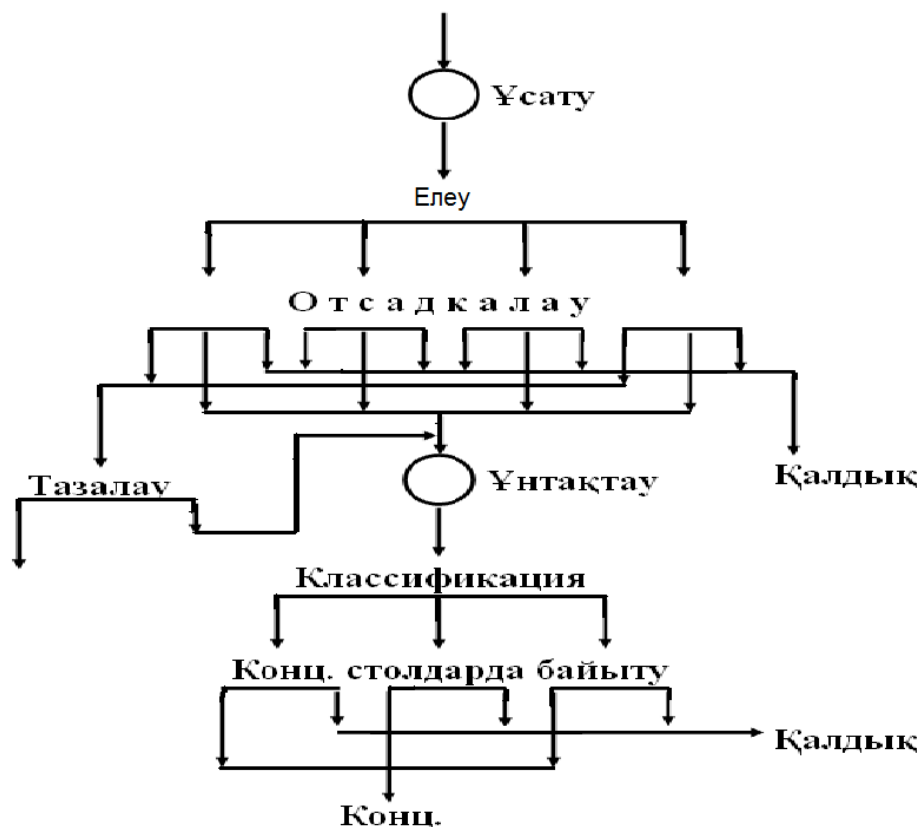 Ұсату
Елеу
Отсадкалау
Тазалау
Ұнтақтау
Қалдық
Классификация
Конц. столдарда байыту
Қалдық
Конц.